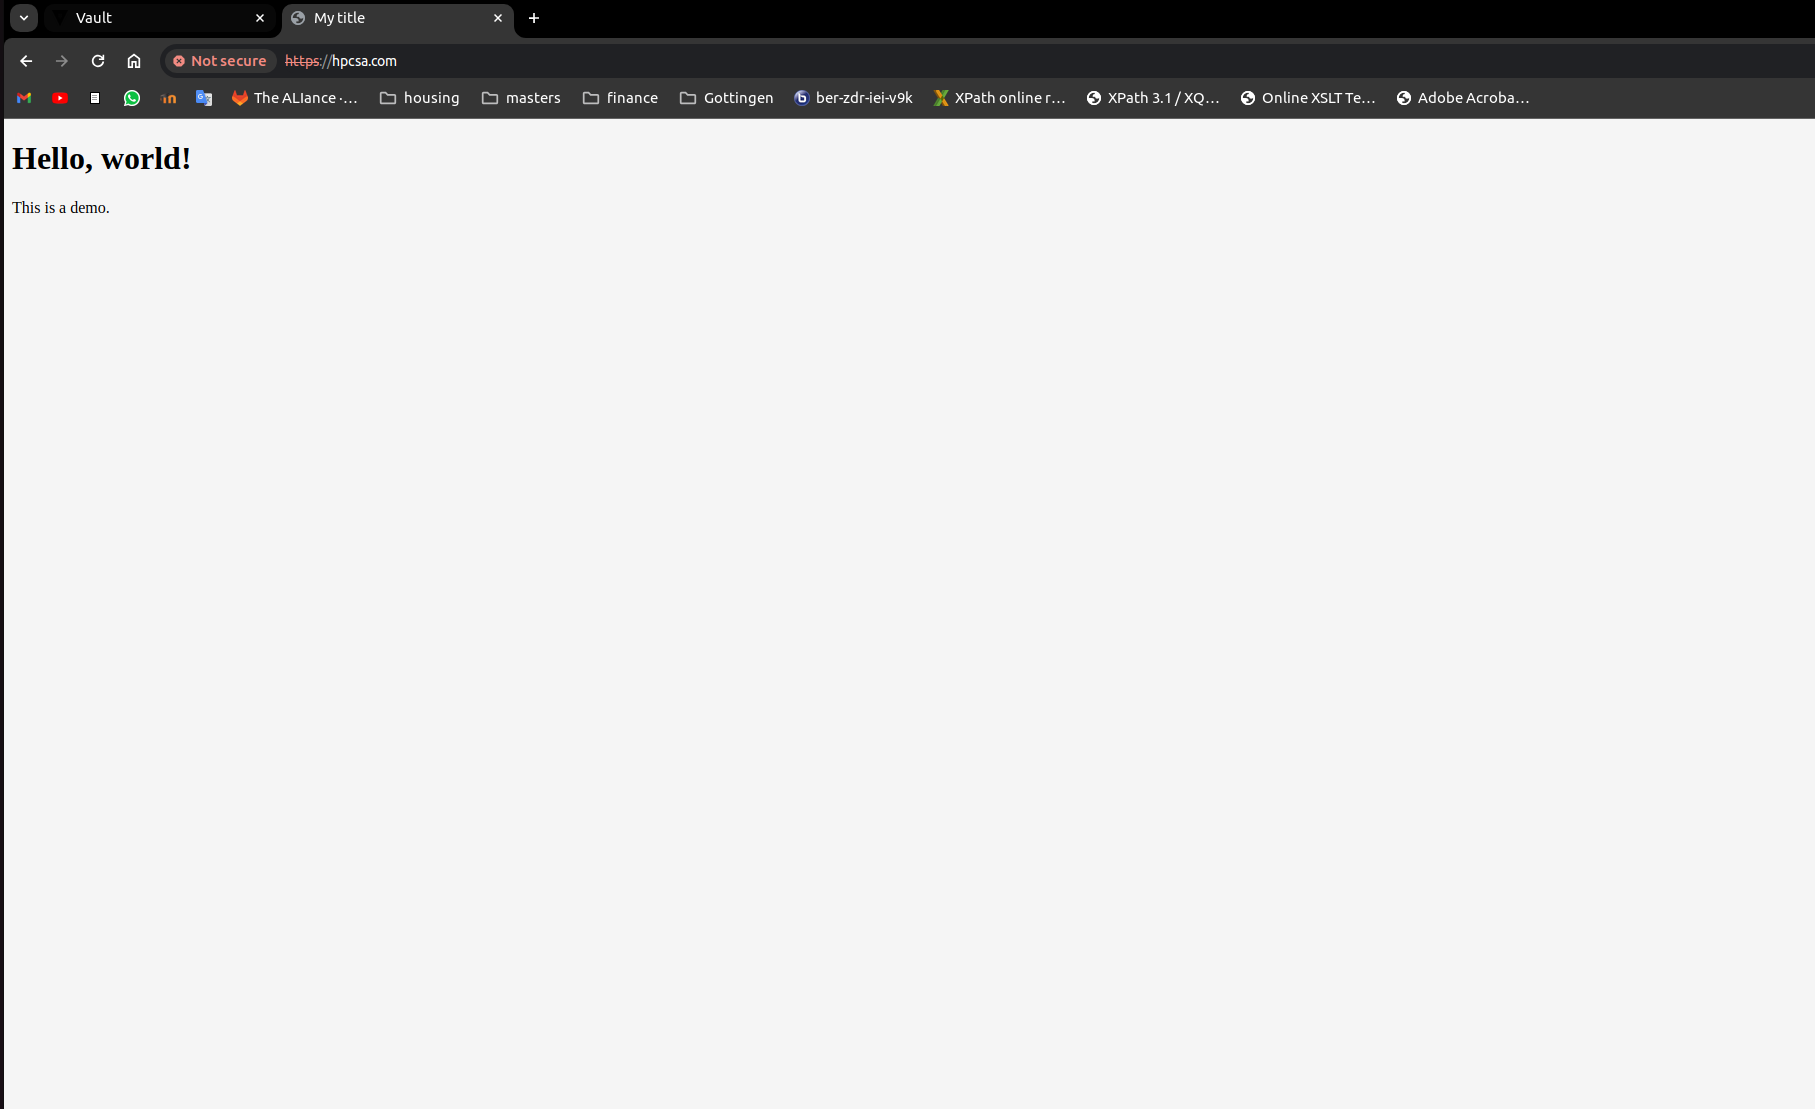 Vault
My title
Not secure https://hpcsa.com
The ALIance ·... housing masters finance Gottingen ber-zdr-iei-v9k XPath online r... XPath 3.1 / XQ... Online XSLT Te... Adobe Acroba...
Hello, world!
This is a demo.